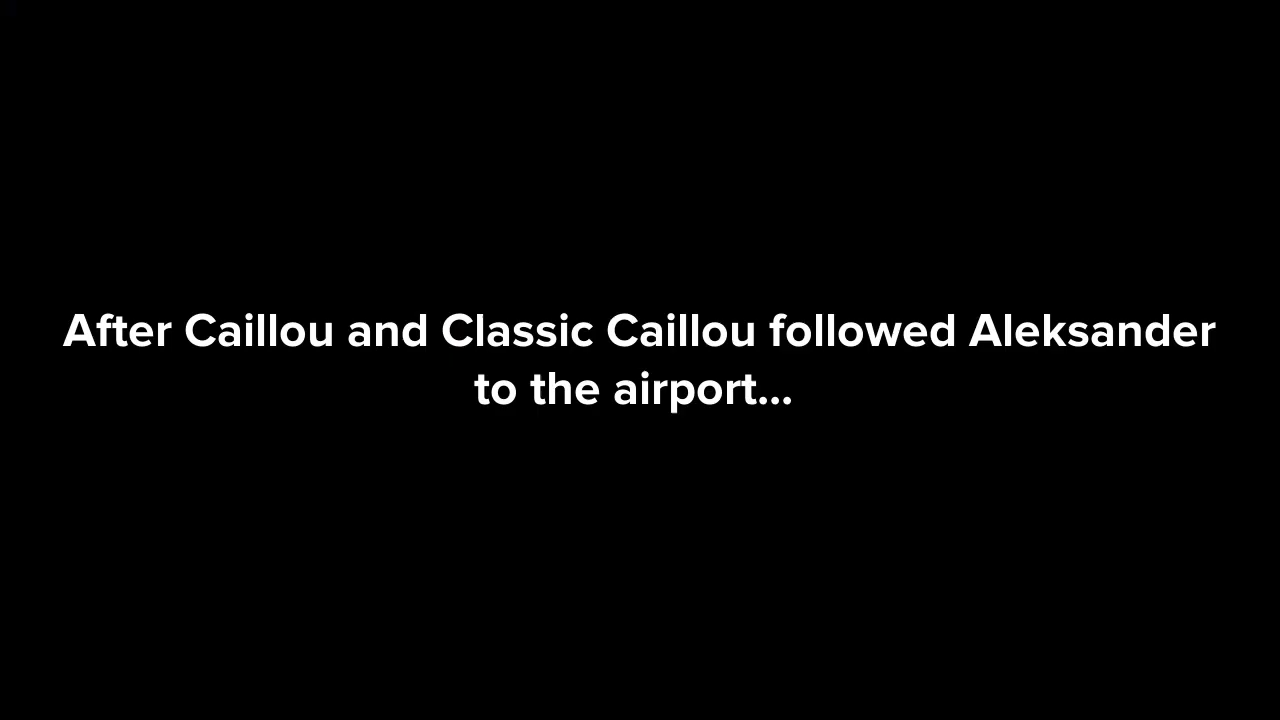 After Caillou and Classic Caillou followed Aleksander
to the airport...